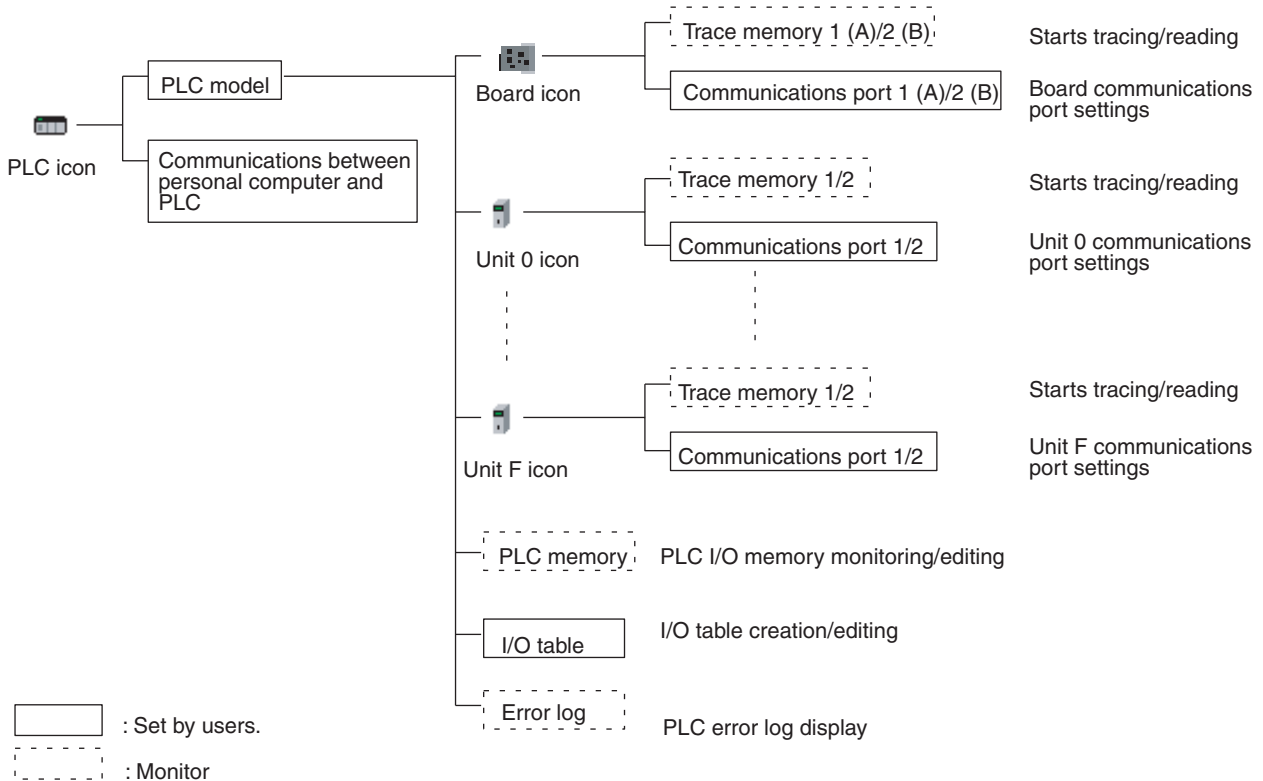 Trace memory 1 (A)/2 (B)
Starts tracing/reading
Board icon
Communications port 1 (A)/2 (B)
Board communications
port settings
PLC model
PLC icon
Communications between
personal computer and
PLC
Trace memory 1/2
Starts tracing/reading
Unit 0 icon
Communications port 1/2
Unit 0 communications
port settings
Trace memory 1/2
Starts tracing/reading
Unit F icon
Communications port 1/2
Unit F communications
port settings
PLC memory
PLC I/O memory monitoring/editing
I/O table
I/O table creation/editing
Error log
PLC error log display
: Set by users.
: Monitor